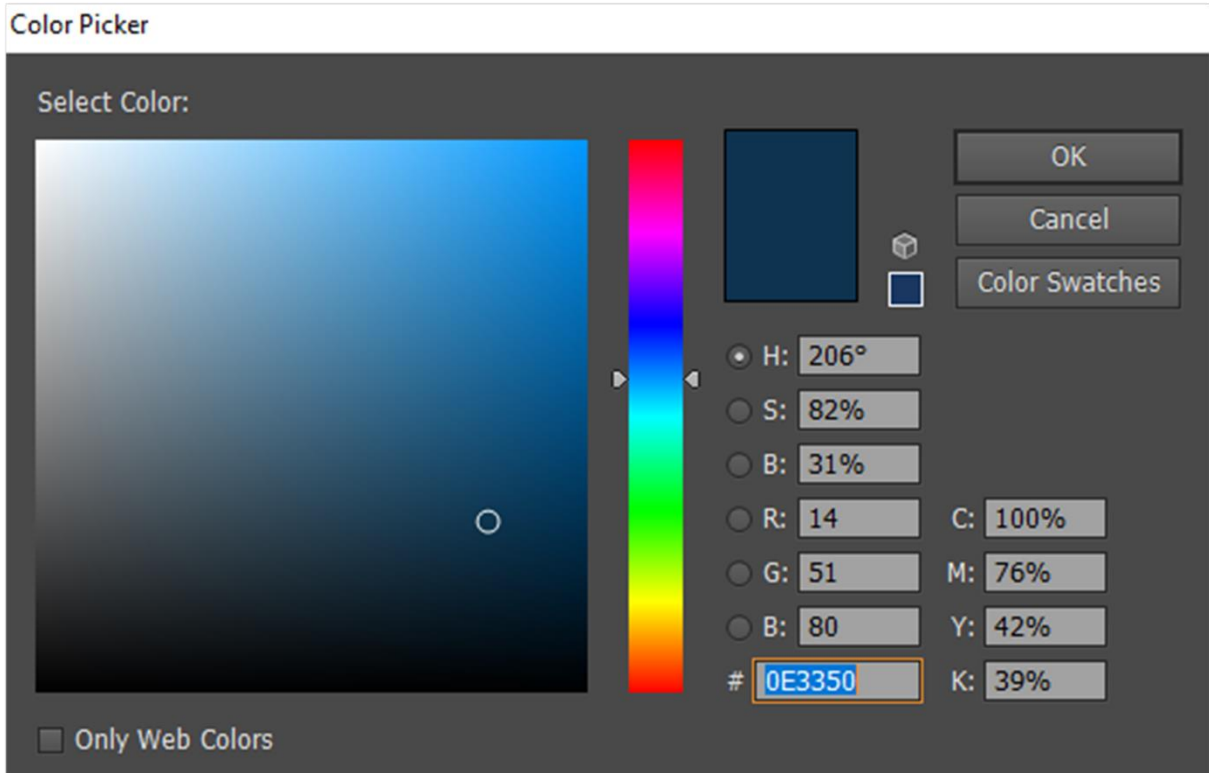 Color Picker
Select Color:
OK
Cancel
Color Swatches
H: 206°
S: 82%
B: 31%
R: 14 C: 100%
G: 51 M: 76%
B: 80 Y: 42%
# 0E3350 K: 39%
Only Web Colors